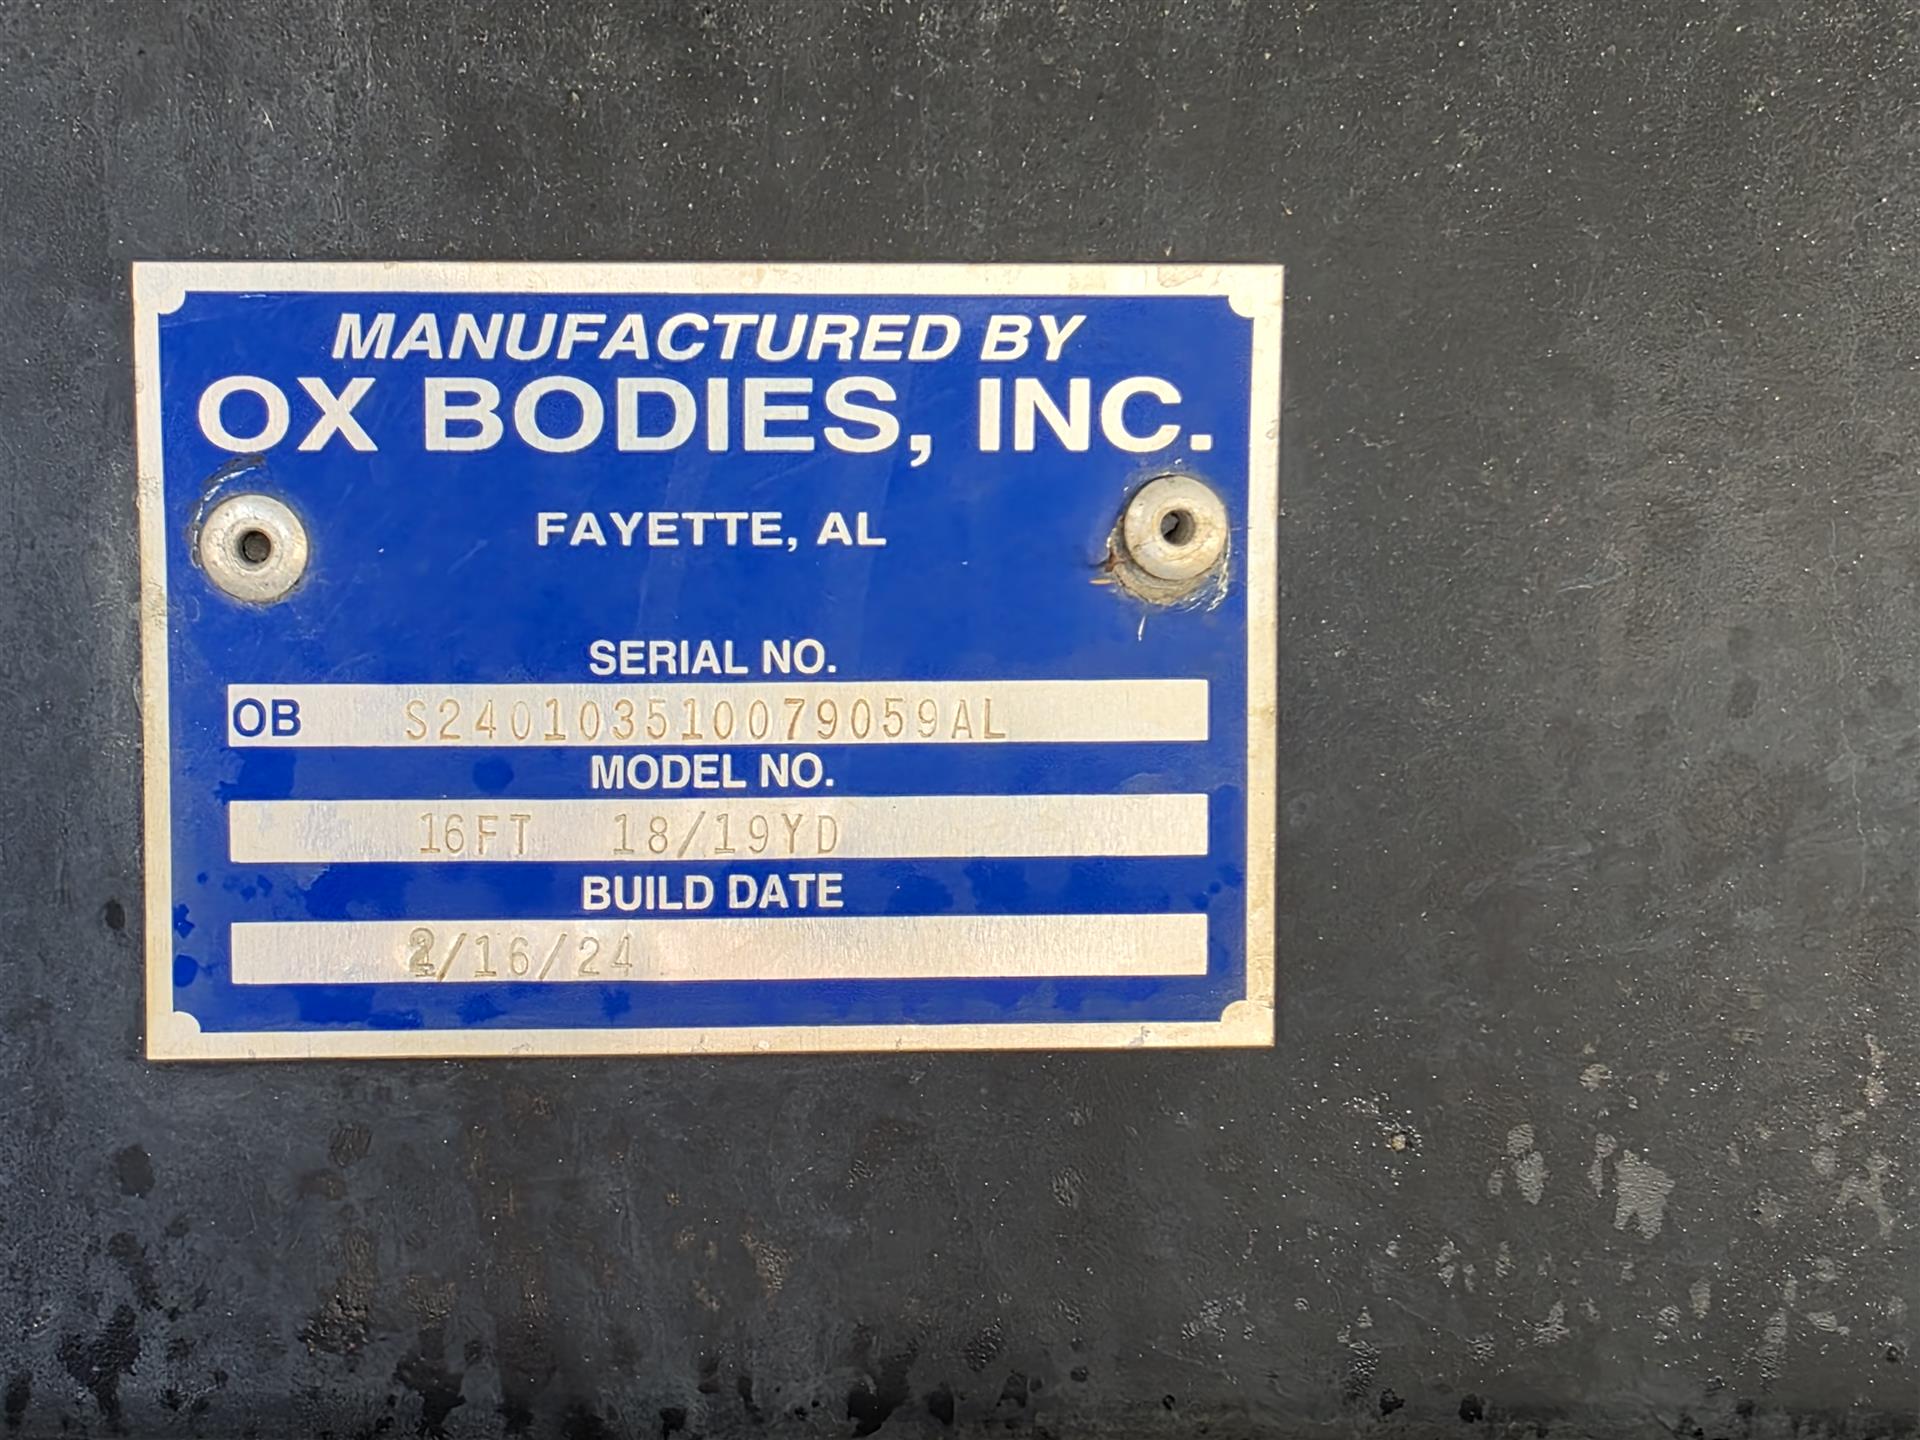 MANUFACTURED BY
OX BODIES, INC.
FAYETTE, AL
SERIAL NO.
OB S240103510079059AL
MODEL NO.
16FT 18/19YD
BUILD DATE
2/16/24